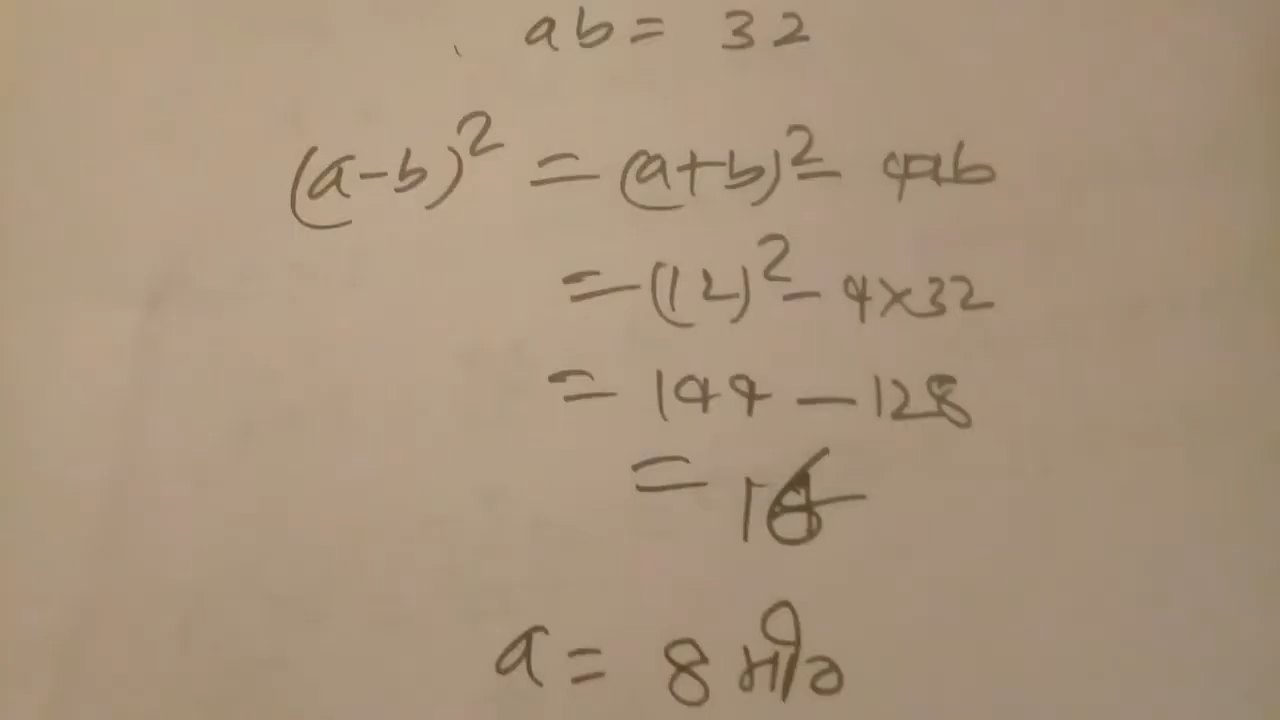 ab = 32
(a-b)² = (a+b)² - 4ab
= (12)² - 4×32
= 144 - 128
= 16
a = 8 मी०